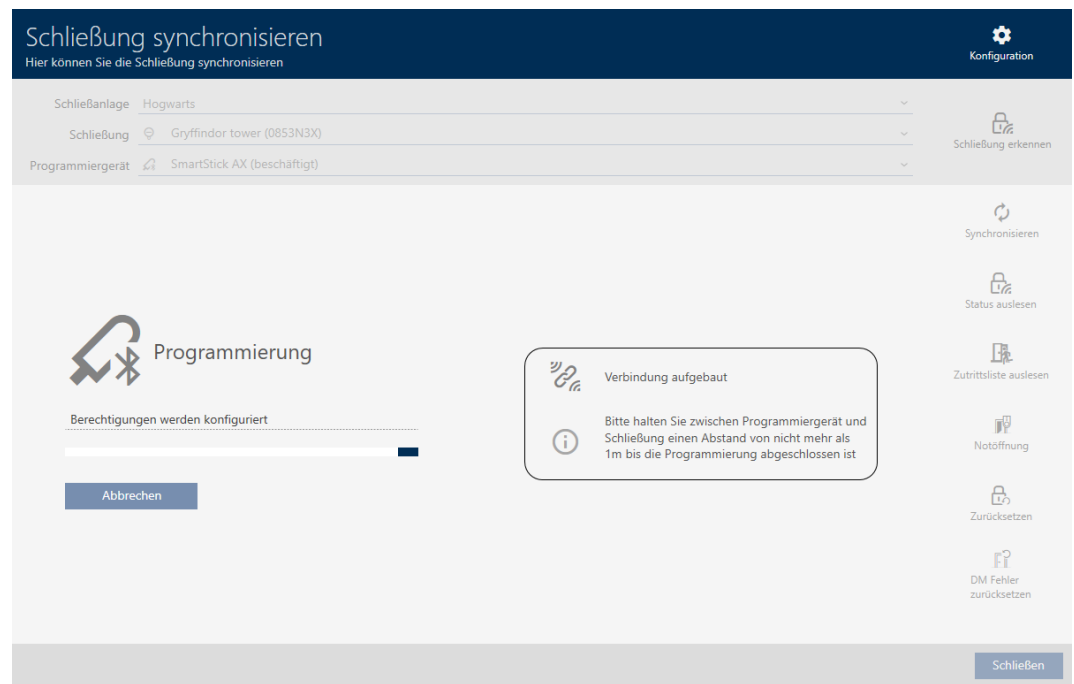 Schließung synchronisieren
Hier können Sie die Schließung synchronisieren
Konfiguration
Schließanlage Hogwarts
Schließung Gryffindor tower (0853N3X)
Programmiergerät SmartStick AX (beschäftigt)
Schließung erkennen
Synchronisieren
Status auslesen
Zutrittsliste auslesen
Notöffnung
Zurücksetzen
DM Fehler
zurücksetzen
Programmierung
Berechtigungen werden konfiguriert
Abbrechen
Verbindung aufgebaut
Bitte halten Sie zwischen Programmiergerät und
Schließung einen Abstand von nicht mehr als
1m bis die Programmierung abgeschlossen ist
Schließen